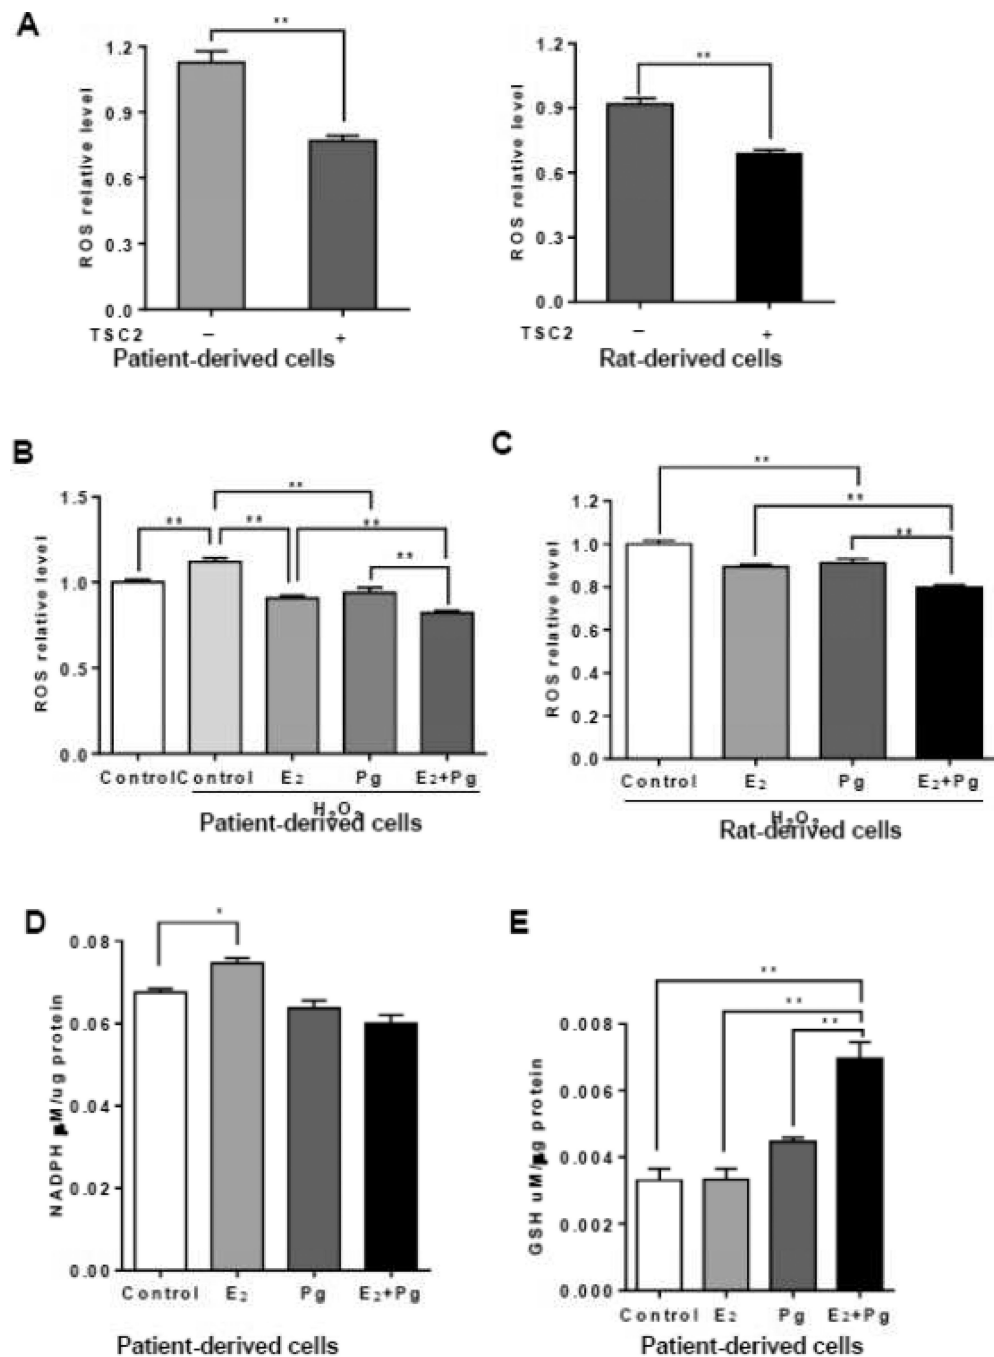 A
**
1.2
0.9
0.6
0.3
0.0
ROS relative level
TSC2 − +
Patient-derived cells
**
1.2
0.9
0.6
0.3
0.0
ROS relative level
TSC2 − +
Rat-derived cells
B
**
** ** **
**
1.5
1.0
0.5
0.0
ROS relative level
Control Control E₂ Pg E₂+Pg
H₂O₂
Patient-derived cells
C
**
**
**
1.2
1.0
0.8
0.6
0.4
0.2
0.0
ROS relative level
Control E₂ Pg E₂+Pg
H₂O₂
Rat-derived cells
D
*
0.08
0.06
0.04
0.02
0.00
NADPH µM/ug protein
Control E₂ Pg E₂+Pg
Patient-derived cells
E
**
**
**
0.008
0.006
0.004
0.002
0.000
GSH uM/µg protein
Control E₂ Pg E₂+Pg
Patient-derived cells